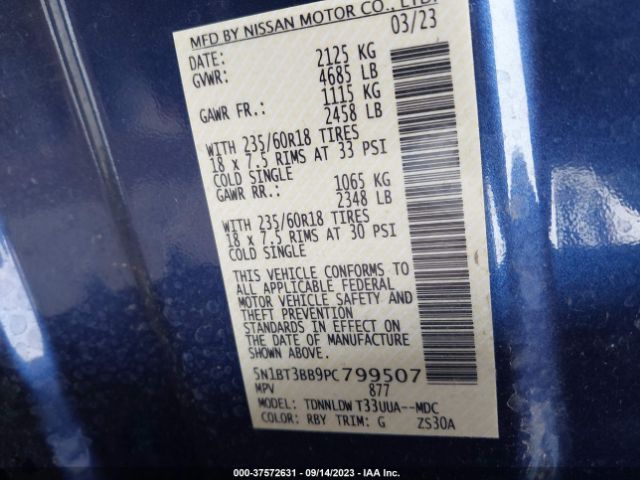 MFD BY NISSAN MOTOR CO., LTD.
DATE: 03/23
GVWR: 2125 KG
4685 LB
GAWR FR.: 1115 KG
2458 LB
WITH 235/60R18 TIRES
18 x 7.5 RIMS AT 33 PSI
COLD SINGLE
GAWR RR.: 1065 KG
2348 LB
WITH 235/60R18 TIRES
18 x 7.5 RIMS AT 30 PSI
COLD SINGLE
THIS VEHICLE CONFORMS TO
ALL APPLICABLE FEDERAL
MOTOR VEHICLE SAFETY AND
THEFT PREVENTION
STANDARDS IN EFFECT ON
THE DATE OF MANUFACTURE
SHOWN ABOVE.
5N1BT3BB9PC799507
MPV 877
MODEL: TDNNLDW T33UUA--MDC
COLOR: RBY TRIM: G ZS30A
000-37572631 - 09/14/2023 - IAA Inc.